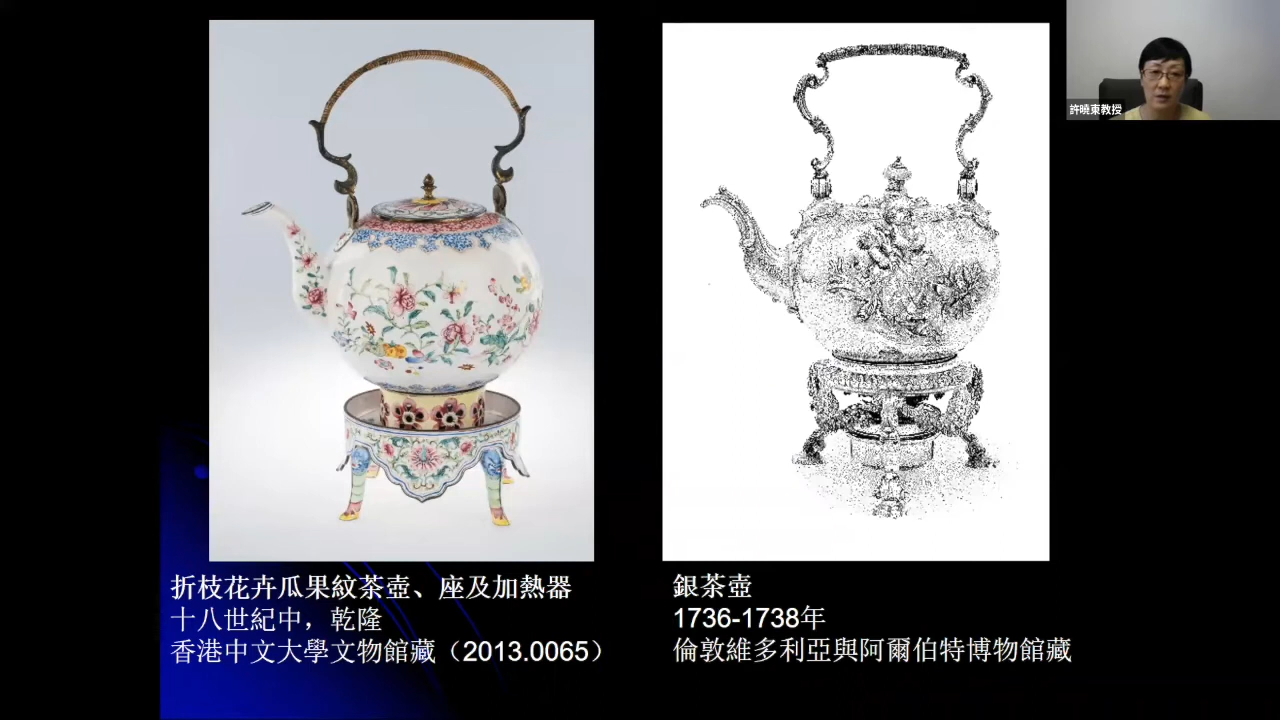 許曉東教授
折枝花卉瓜果紋茶壺、座及加熱器
十八世紀中，乾隆
香港中文大學文物館藏（2013.0065）
銀茶壺
1736-1738年
倫敦維多利亞與阿爾伯特博物館藏